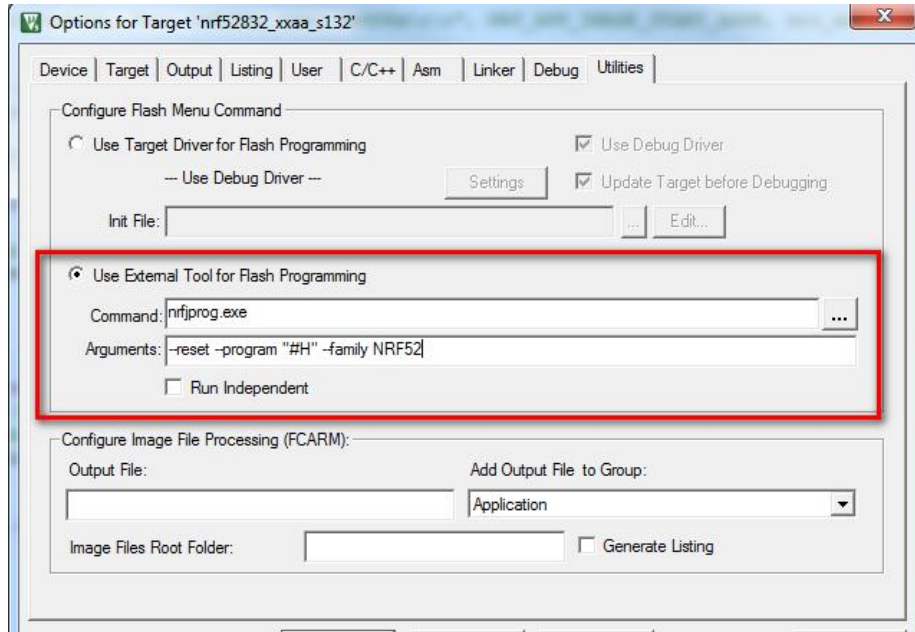 Options for Target 'nrf52832_xxaa_s132'
Device | Target | Output | Listing | User | C/C++ | Asm | Linker | Debug | Utilities
Configure Flash Menu Command
Use Target Driver for Flash Programming
Use Debug Driver
--- Use Debug Driver ---
Settings
Update Target before Debugging
Init File:
...
Edit...
Use External Tool for Flash Programming
Command: nrfjprog.exe
...
Arguments: --reset --program "#H" --family NRF52
Run Independent
Configure Image File Processing (FCARM):
Output File:
Add Output File to Group:
Application
Image Files Root Folder:
Generate Listing